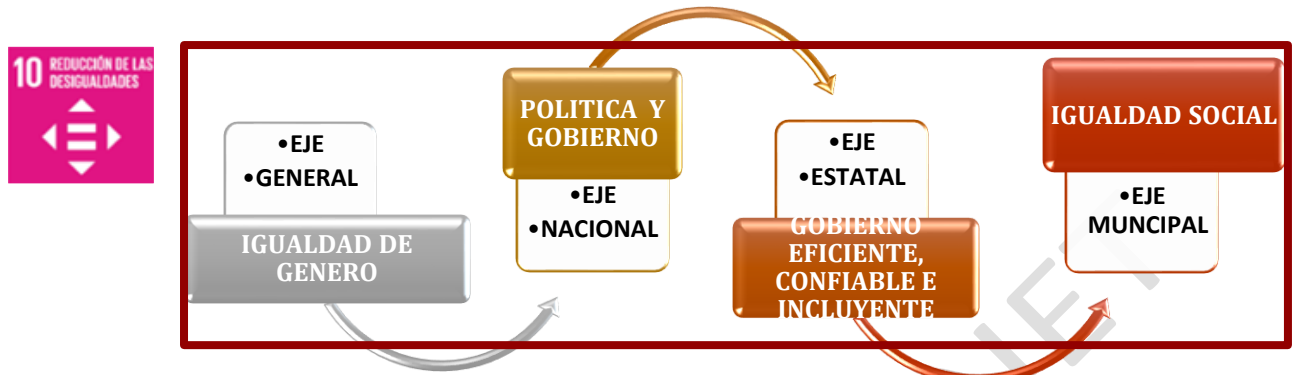 10 REDUCCIÓN DE LAS
DESIGUALDADES
•EJE
•GENERAL
IGUALDAD DE
GENERO
POLITICA Y
GOBIERNO
•EJE
•NACIONAL
•EJE
•ESTATAL
GOBIERNO
EFICIENTE,
CONFIABLE E
INCLUYENTE
IGUALDAD SOCIAL
•EJE
MUNCIPAL